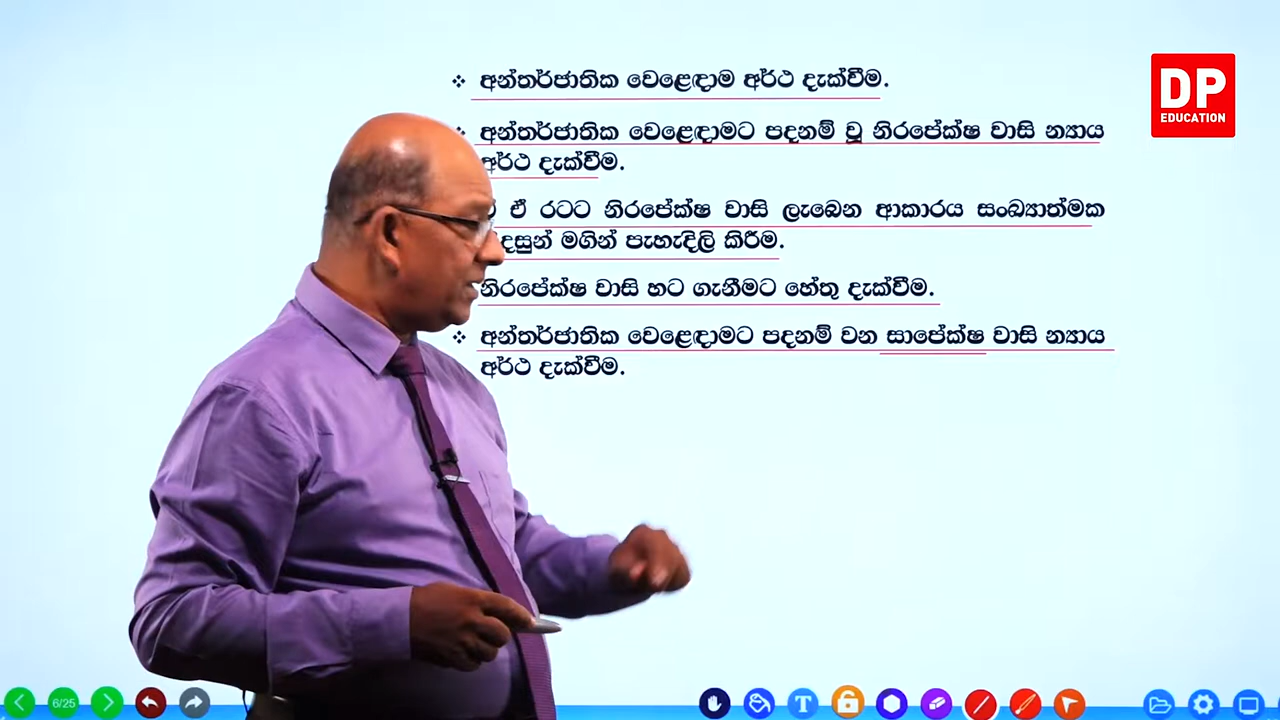 ❖ අන්තර්ජාතික වෙළෙඳාම අර්ථ දැක්වීම.
අන්තර්ජාතික වෙළෙඳාමට පදනම් වූ නිරපේක්ෂ වාසි න්‍යාය
අර්ථ දැක්වීම.
ඒ රටට නිරපේක්ෂ වාසි ලැබෙන ආකාරය සංඛ්‍යාත්මක
මගින් පැහැදිලි කිරීම.
නිරපේක්ෂ වාසි හට ගැනීමට හේතු දැක්වීම.
❖ අන්තර්ජාතික වෙළෙඳාමට පදනම් වන සාපේක්ෂ වාසි න්‍යාය
අර්ථ දැක්වීම.
DP
EDUCATION
6/25
T